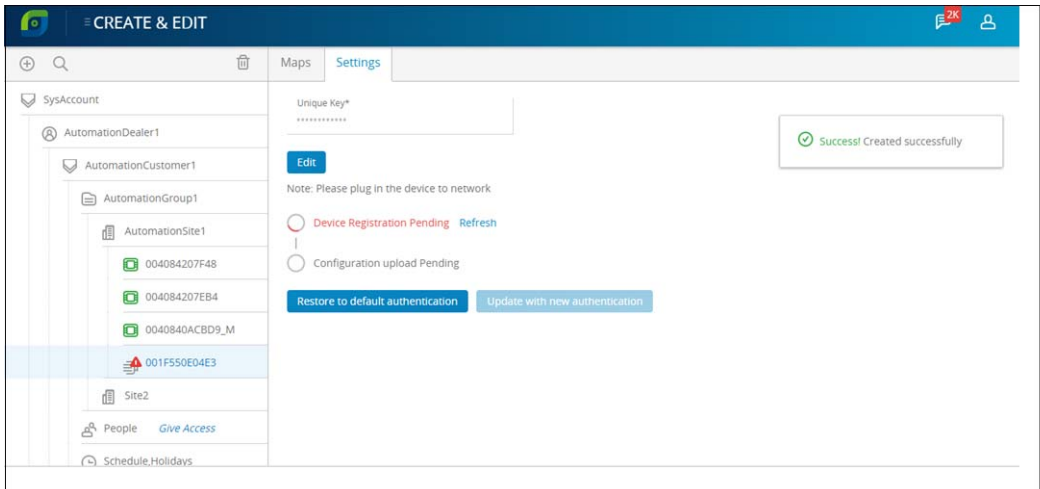 CREATE & EDIT
2K
Maps
Settings
SysAccount
AutomationDealer1
AutomationCustomer1
AutomationGroup1
AutomationSite1
004084207F48
004084207EB4
0040840ACBD9_M
001F550E04E3
Site2
People Give Access
Schedule,Holidays
Unique Key*
************
Edit
Note: Please plug in the device to network
Device Registration Pending Refresh
Configuration upload Pending
Restore to default authentication
Update with new authentication
Success! Created successfully